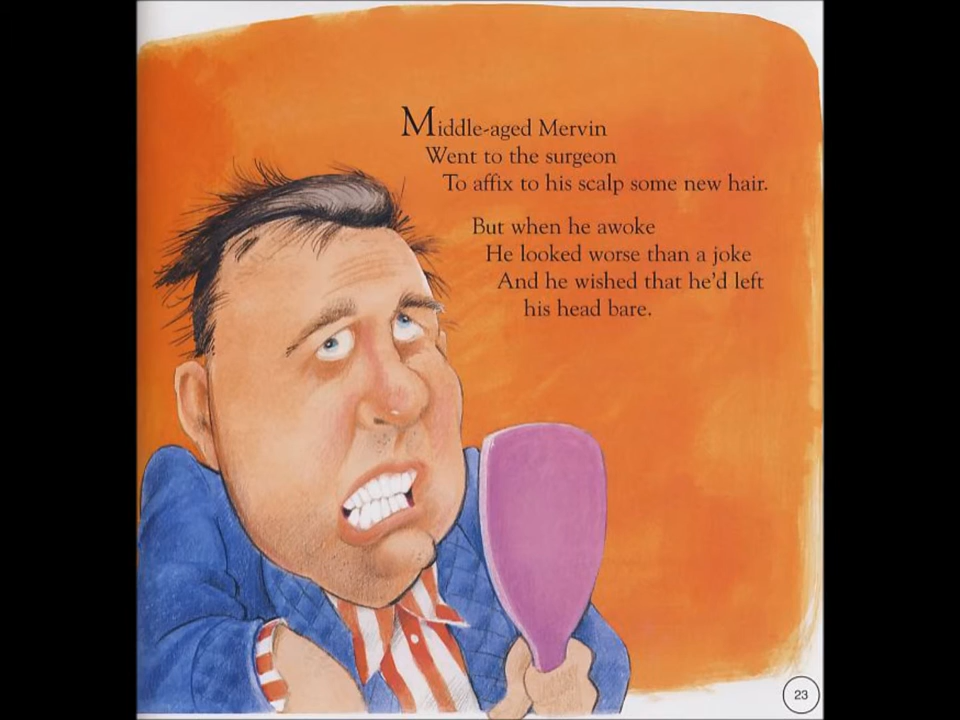 Middle-aged Mervin
Went to the surgeon
To affix to his scalp some new hair.
But when he awoke
He looked worse than a joke
And he wished that he'd left
his head bare.
23